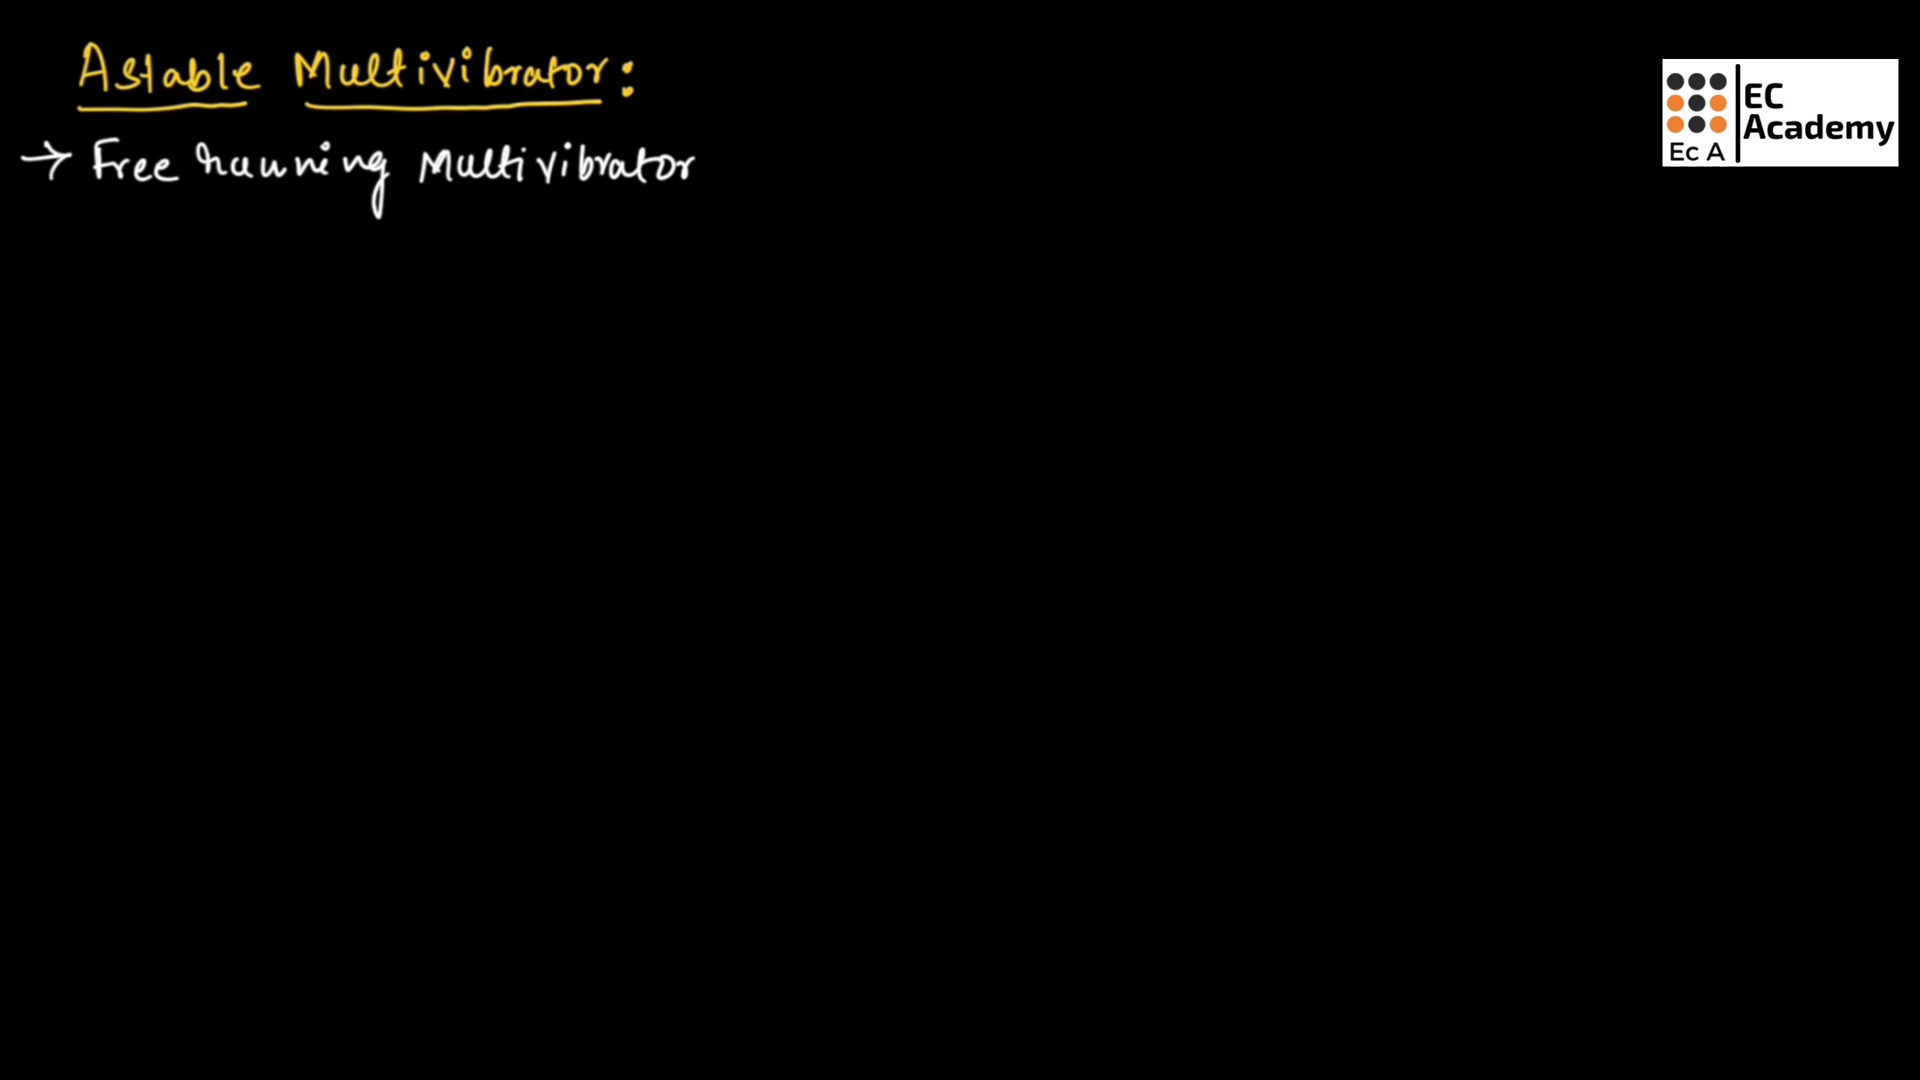 Astable Multivibrator:
→ Free running Multivibrator
EC
Academy
Ec A